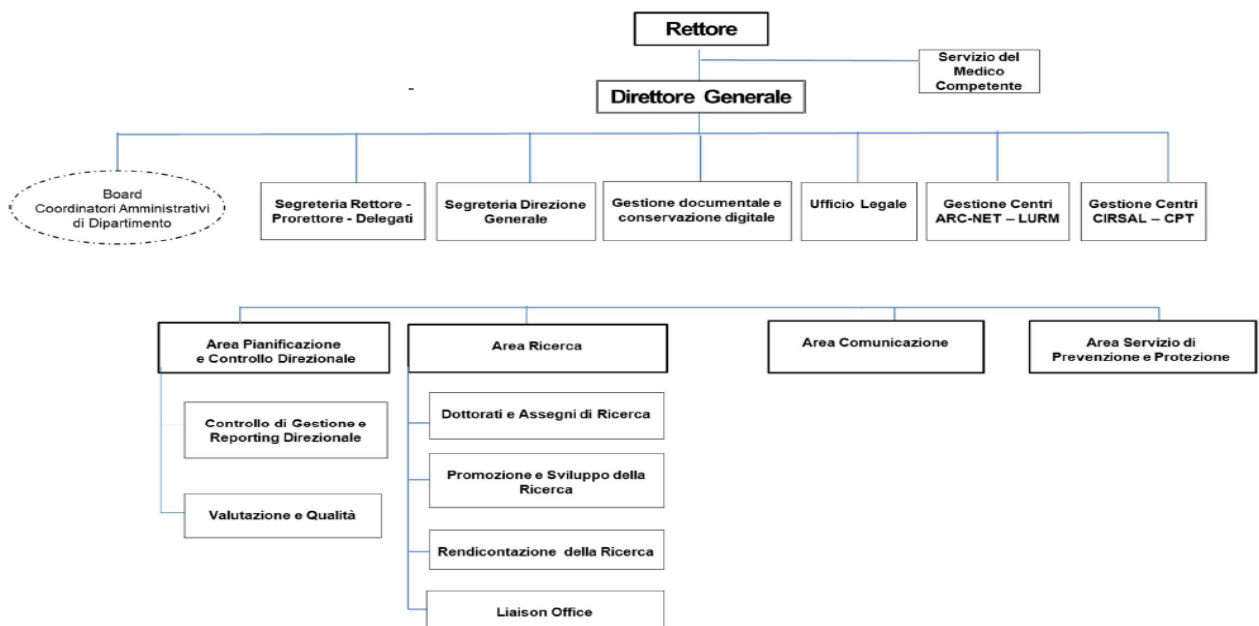 Rettore
Servizio del
Medico
Competente
-
Direttore Generale
Board
Coordinatori Amministrativi
di Dipartimento
Segreteria Rettore -
Prorettore - Delegati
Segreteria Direzione
Generale
Gestione documentale e
conservazione digitale
Ufficio Legale
Gestione Centri
ARC-NET – LURM
Gestione Centri
CIRSAL – CPT
Area Pianificazione
e Controllo Direzionale
Area Ricerca
Area Comunicazione
Area Servizio di
Prevenzione e Protezione
Controllo di Gestione e
Reporting Direzionale
Valutazione e Qualità
Dottorati e Assegni di Ricerca
Promozione e Sviluppo della
Ricerca
Rendicontazione della Ricerca
Liaison Office